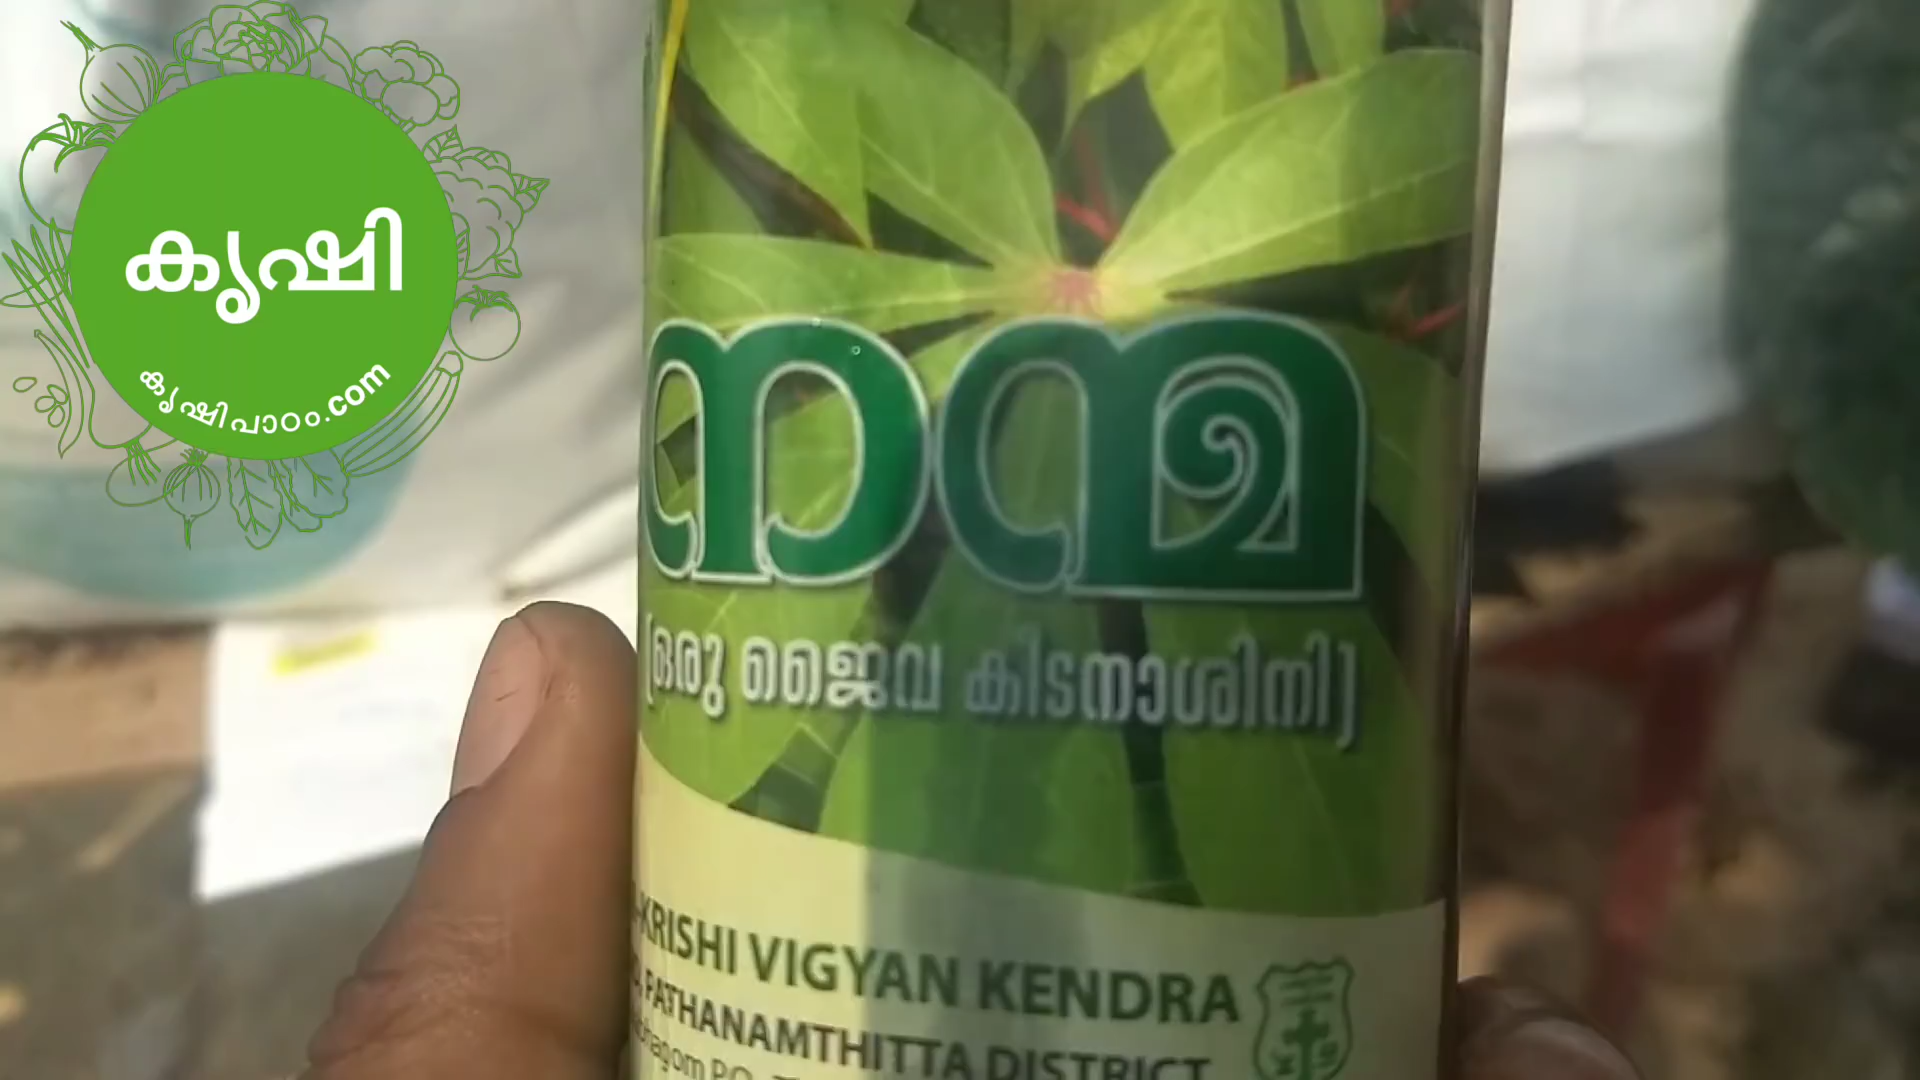 കൃഷി
കൃഷിപാഠം.com
നന്മ
(ഒരു ജൈവ കീടനാശിനി)
KRISHI VIGYAN KENDRA
PATHANAMTHITTA DISTRICT
P.O.